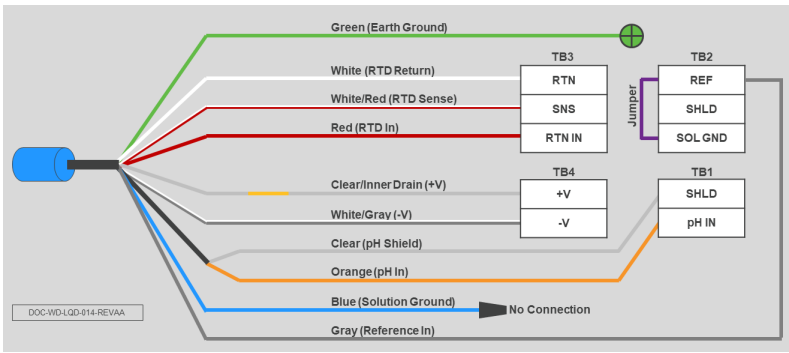 Green (Earth Ground)
White (RTD Return)
White/Red (RTD Sense)
Red (RTD In)
TB3
RTN
SNS
RTN IN
TB2
REF
SHLD
SOL GND
Jumper
Clear/Inner Drain (+V)
White/Gray (-V)
TB4
+V
-V
TB1
SHLD
pH IN
Clear (pH Shield)
Orange (pH In)
Blue (Solution Ground)
No Connection
Gray (Reference In)
DOC-WD-LQD-014-REVAA